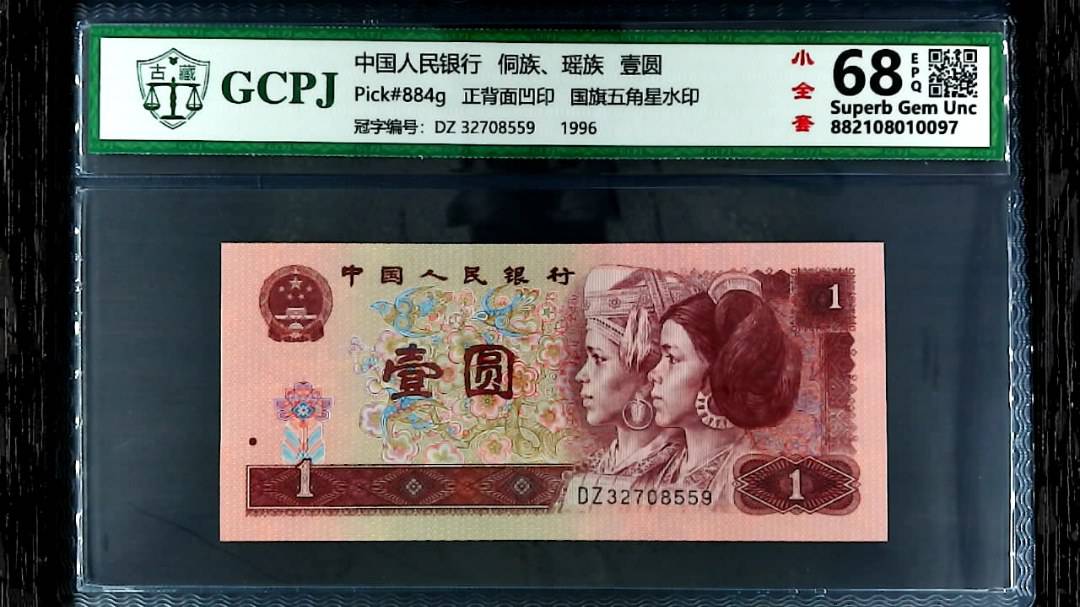 古 藏
GCPJ
中国人民银行 侗族、瑶族 壹圆
Pick#884g 正背面凹印 国旗五角星水印
冠字编号: DZ 32708559 1996
小全套
68 EPQ
Superb Gem Unc
882108010097
中国人民银行
1
壹圆
1
DZ32708559
1